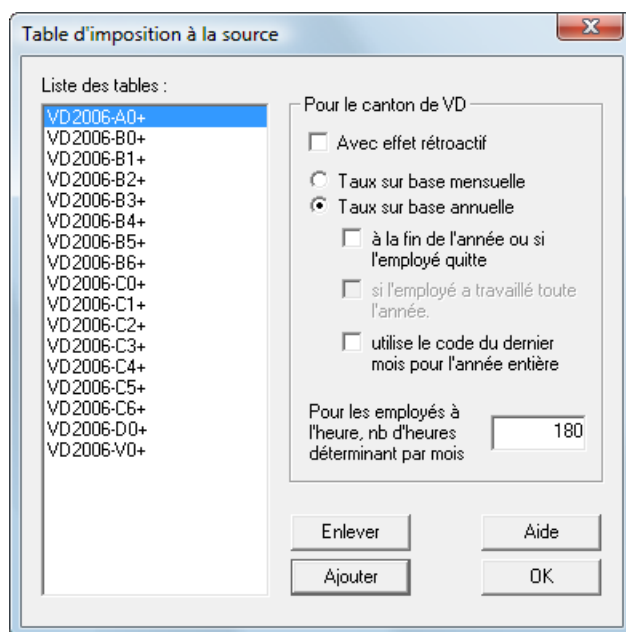 Table d'imposition à la source
Liste des tables :
VD2006-A0+
VD2006-B0+
VD2006-B1+
VD2006-B2+
VD2006-B3+
VD2006-B4+
VD2006-B5+
VD2006-B6+
VD2006-C0+
VD2006-C1+
VD2006-C2+
VD2006-C3+
VD2006-C4+
VD2006-C5+
VD2006-C6+
VD2006-D0+
VD2006-V0+
Pour le canton de VD
Avec effet rétroactif
Taux sur base mensuelle
Taux sur base annuelle
à la fin de l'année ou si
l'employé quitte
si l'employé a travaillé toute
l'année.
utilise le code du dernier
mois pour l'année entière
Pour les employés à
l'heure, nb d'heures
déterminant par mois
180
Enlever
Aide
Ajouter
OK